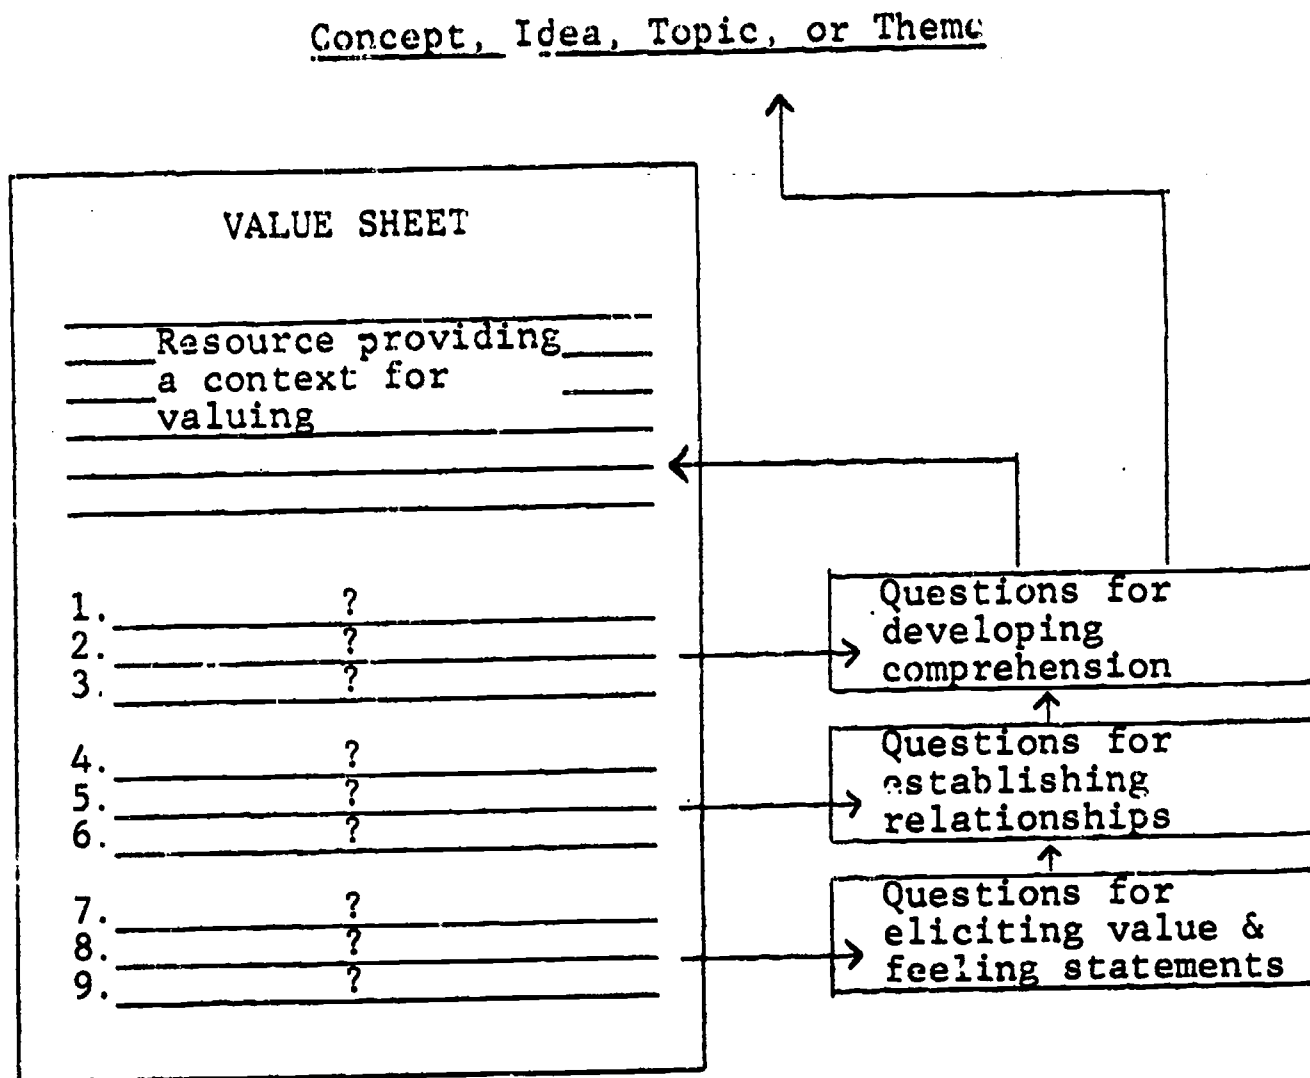 Concept, Idea, Topic, or Theme
VALUE SHEET
Resource providing
a context for
valuing
1. ?
2. ?
3. ?
4. ?
5. ?
6. ?
7. ?
8. ?
9. ?
Questions for
developing
comprehension
Questions for
establishing
relationships
Questions for
eliciting value &
feeling statements